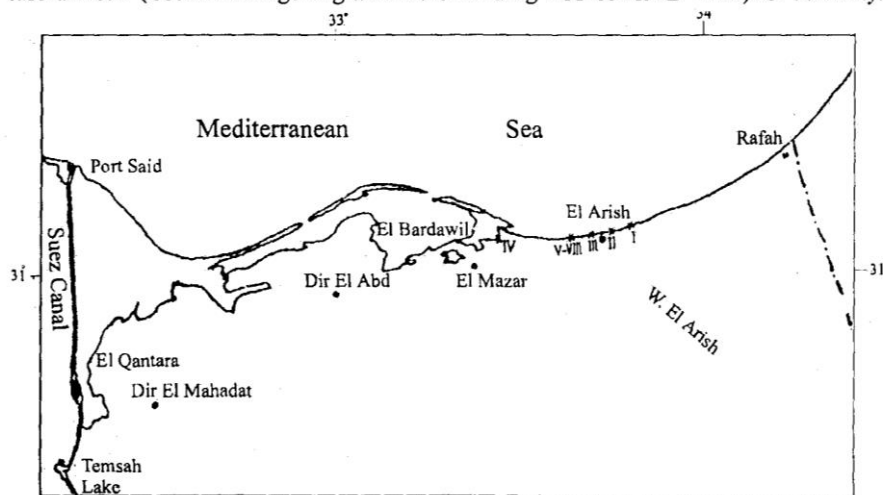 33°
34
Mediterranean Sea
Rafah
Port Said
El Arish
El Bardawil
IV
V-VIII III II I
31°
31
Suez Canal
Dir El Abd
El Mazar
W. El Arish
El Qantara
Dir El Mahadat
Temsah
Lake